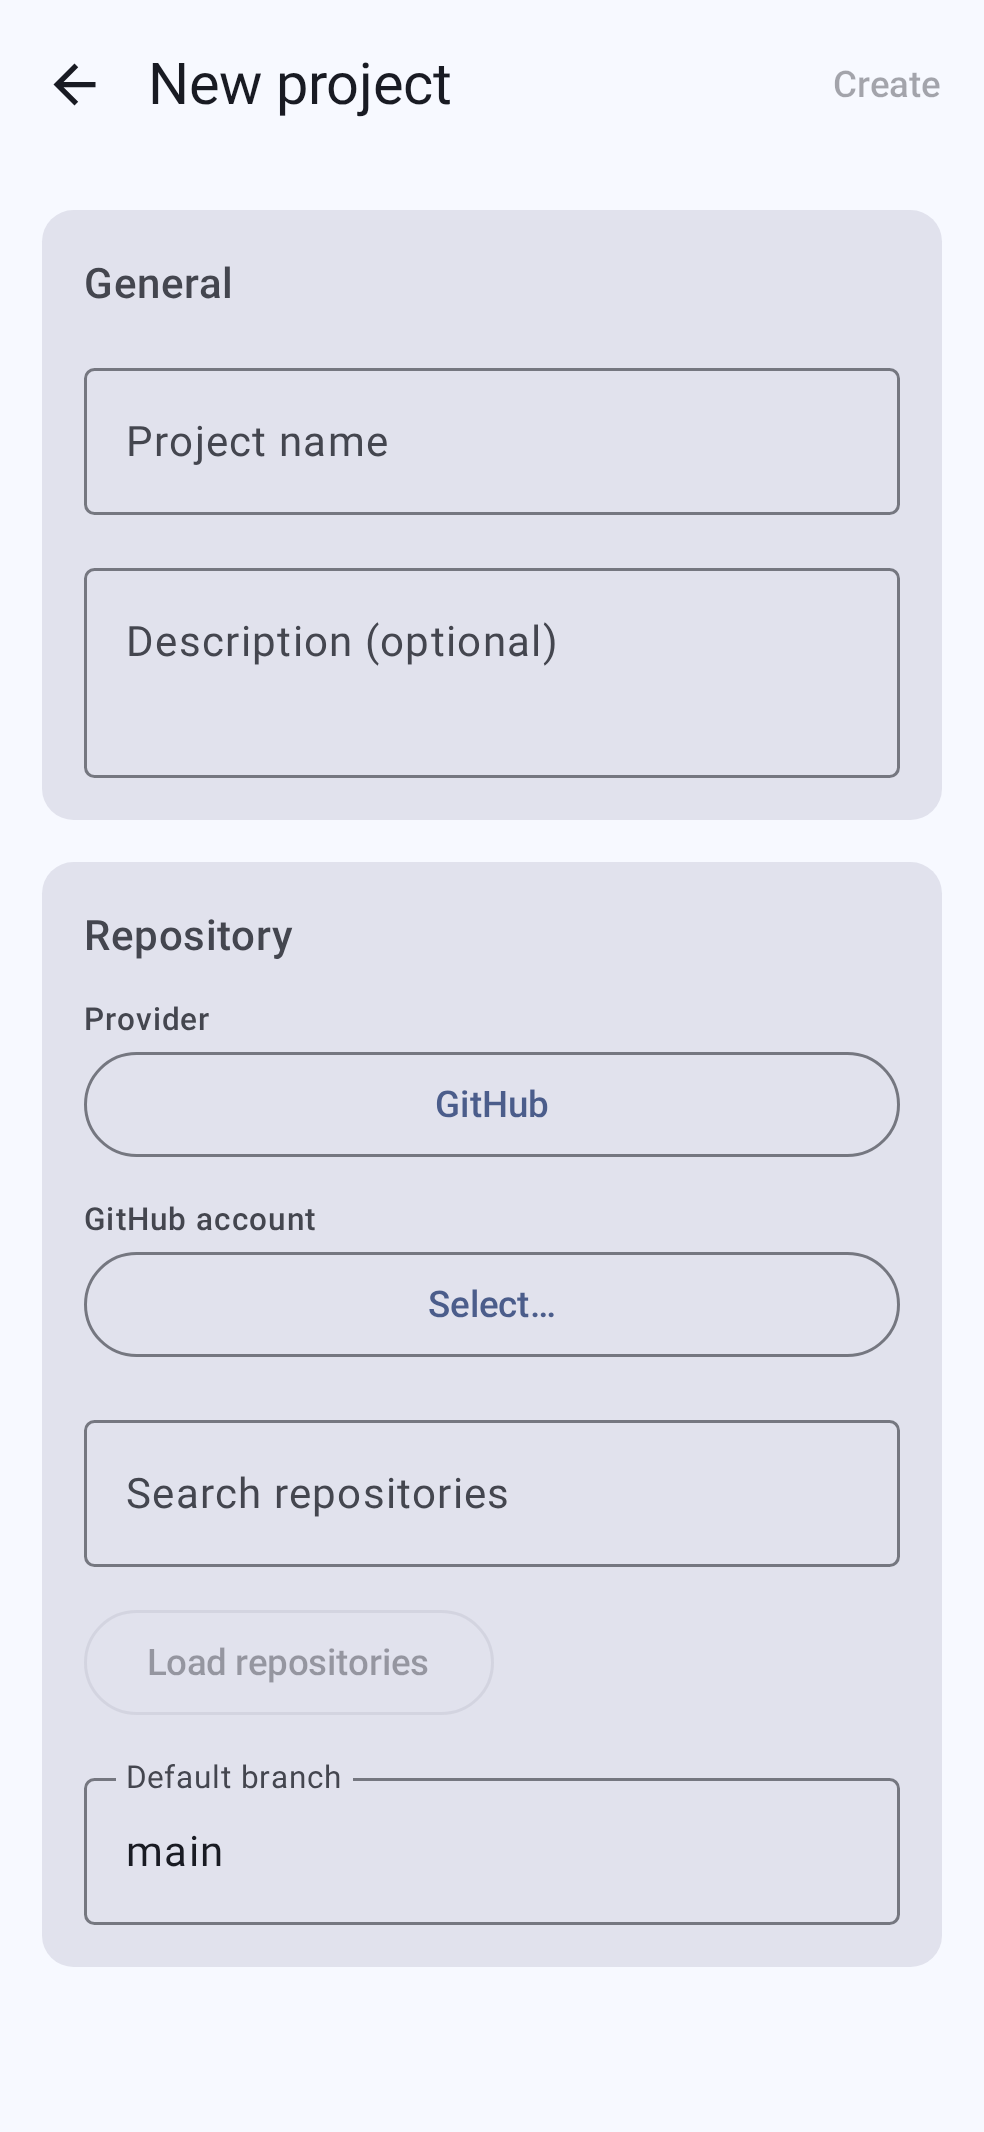 New project
Create
General
Project name
Description (optional)
Repository
Provider
GitHub
GitHub account
Select...
Search repositories
Load repositories
Default branch
main